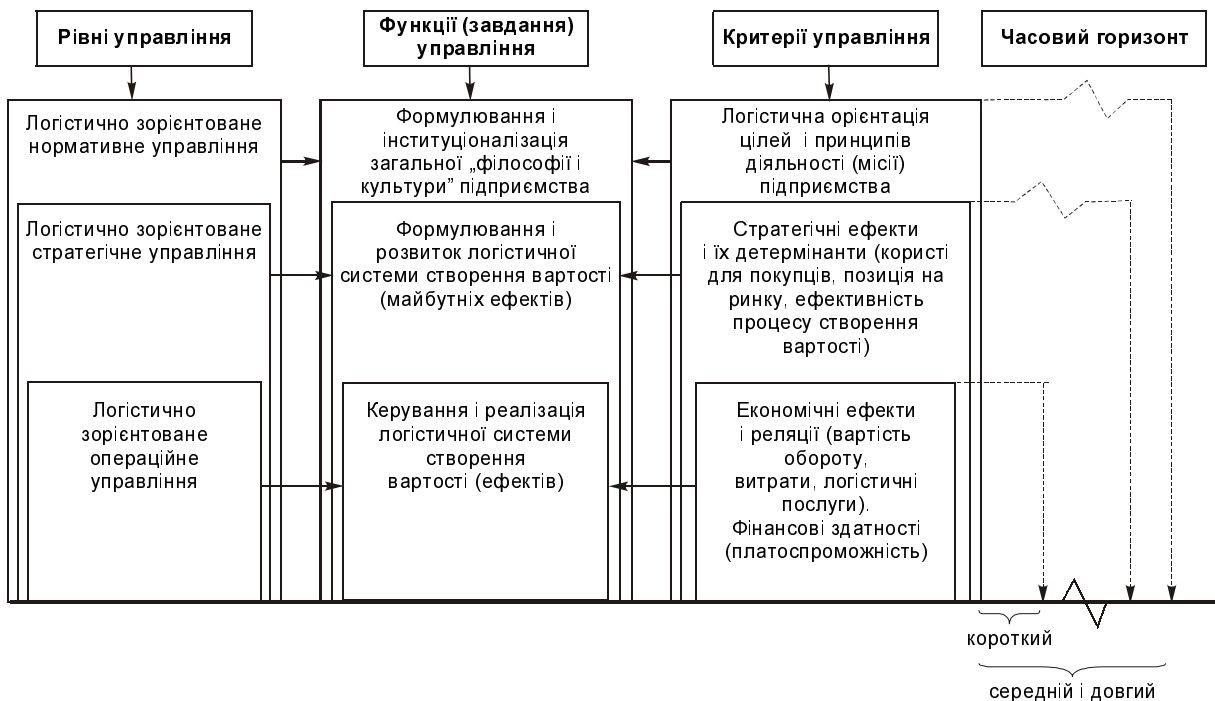 Рівні управління
Функції (завдання)
управління
Критерії управління
Часовий горизонт
Логістично зорієнтоване
нормативне управління
Формулювання і
інституціоналізація
загальної „філософії і
культури” підприємства
Логістична орієнтація
цілей і принципів
діяльності (місії)
підприємства
Логістично зорієнтоване
стратегічне управління
Формулювання і
розвиток логістичної
системи створення вартості
(майбутніх ефектів)
Стратегічні ефекти
і їх детермінанти (користі
для покупців, позиція на
ринку, ефективність
процесу створення
вартості)
Логістично
зорієнтоване
операційне
управління
Керування і реалізація
логістичної системи
створення
вартості (ефектів)
Економічні ефекти
і реляції (вартість
обороту,
витрати, логістичні
послуги).
Фінансові здатності
(платоспроможність)
короткий
середній і довгий